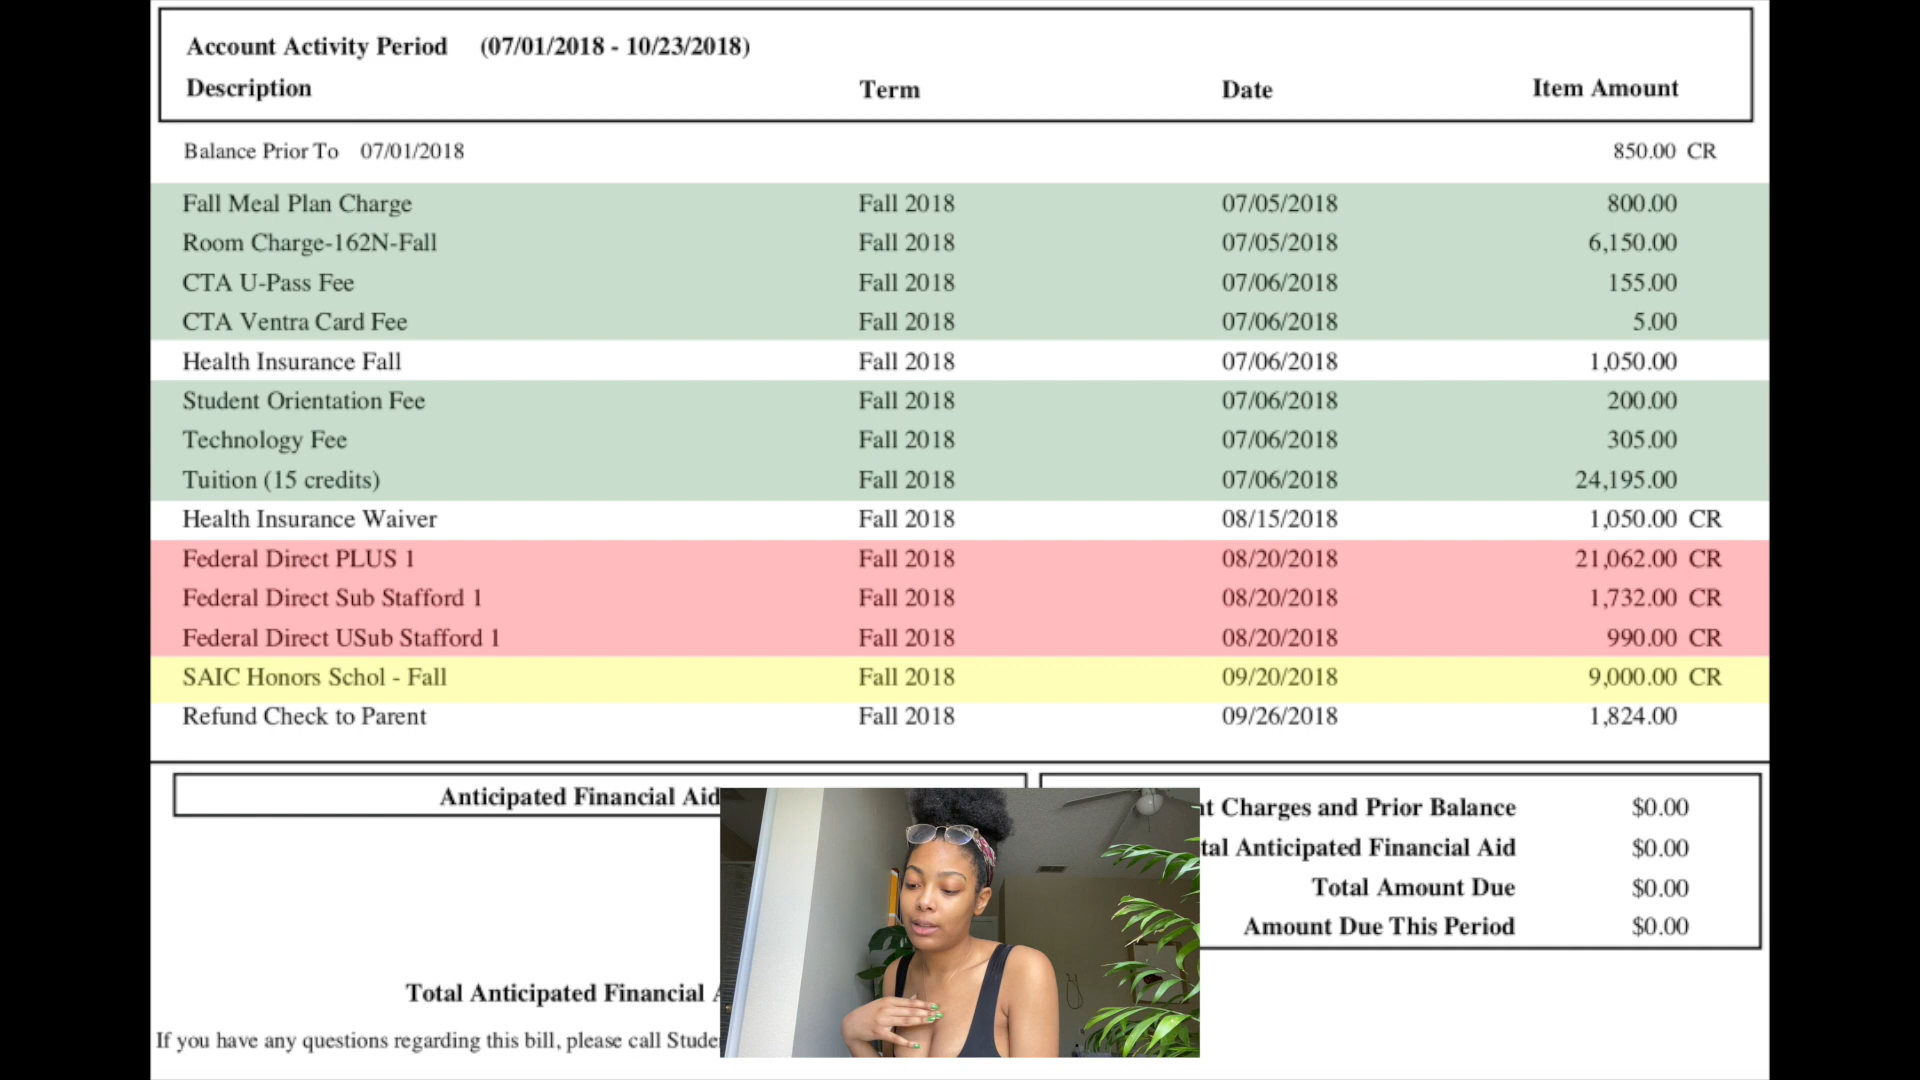 Account Activity Period (07/01/2018 - 10/23/2018)
Description Term Date Item Amount
Balance Prior To 07/01/2018 850.00 CR
Fall Meal Plan Charge Fall 2018 07/05/2018 800.00
Room Charge-162N-Fall Fall 2018 07/05/2018 6,150.00
CTA U-Pass Fee Fall 2018 07/06/2018 155.00
CTA Ventra Card Fee Fall 2018 07/06/2018 5.00
Health Insurance Fall Fall 2018 07/06/2018 1,050.00
Student Orientation Fee Fall 2018 07/06/2018 200.00
Technology Fee Fall 2018 07/06/2018 305.00
Tuition (15 credits) Fall 2018 07/06/2018 24,195.00
Health Insurance Waiver Fall 2018 08/15/2018 1,050.00 CR
Federal Direct PLUS 1 Fall 2018 08/20/2018 21,062.00 CR
Federal Direct Sub Stafford 1 Fall 2018 08/20/2018 1,732.00 CR
Federal Direct USub Stafford 1 Fall 2018 08/20/2018 990.00 CR
SAIC Honors Schol - Fall Fall 2018 09/20/2018 9,000.00 CR
Refund Check to Parent Fall 2018 09/26/2018 1,824.00
Anticipated Financial Aid
Charges and Prior Balance $0.00
Anticipated Financial Aid $0.00
Total Amount Due $0.00
Amount Due This Period $0.00
Total Anticipated Financial
If you have any questions regarding this bill, please call